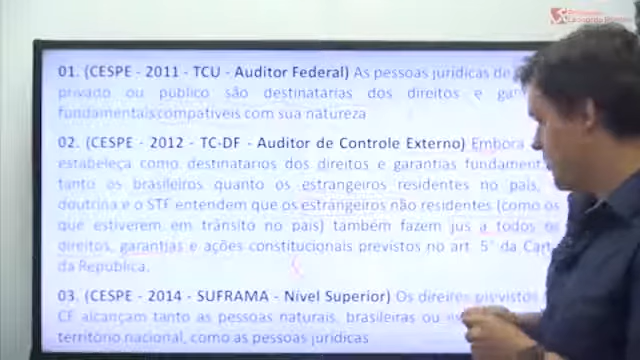 01. (CESPE - 2011 - TCU - Auditor Federal) As pessoas jurídicas de
privado ou público são destinatárias dos direitos e
fundamentais compatíveis com sua natureza
02. (CESPE - 2012 - TC-DF - Auditor de Controle Externo) Embora
estabeleça como destinatários dos direitos e garantias
tanto os brasileiros quanto os estrangeiros residentes no país,
doutrina e o STF entendem que os estrangeiros não residentes (como os
que estiverem em trânsito no país) também fazem jus a todos os
direitos, garantias e ações constitucionais previstos no art. 5° da
da República.
03. (CESPE - 2014 - SUFRAMA - Nível Superior) Os direitos previstos
CF alcançam tanto as pessoas naturais, brasileiras ou
território nacional, como as pessoas jurídicas